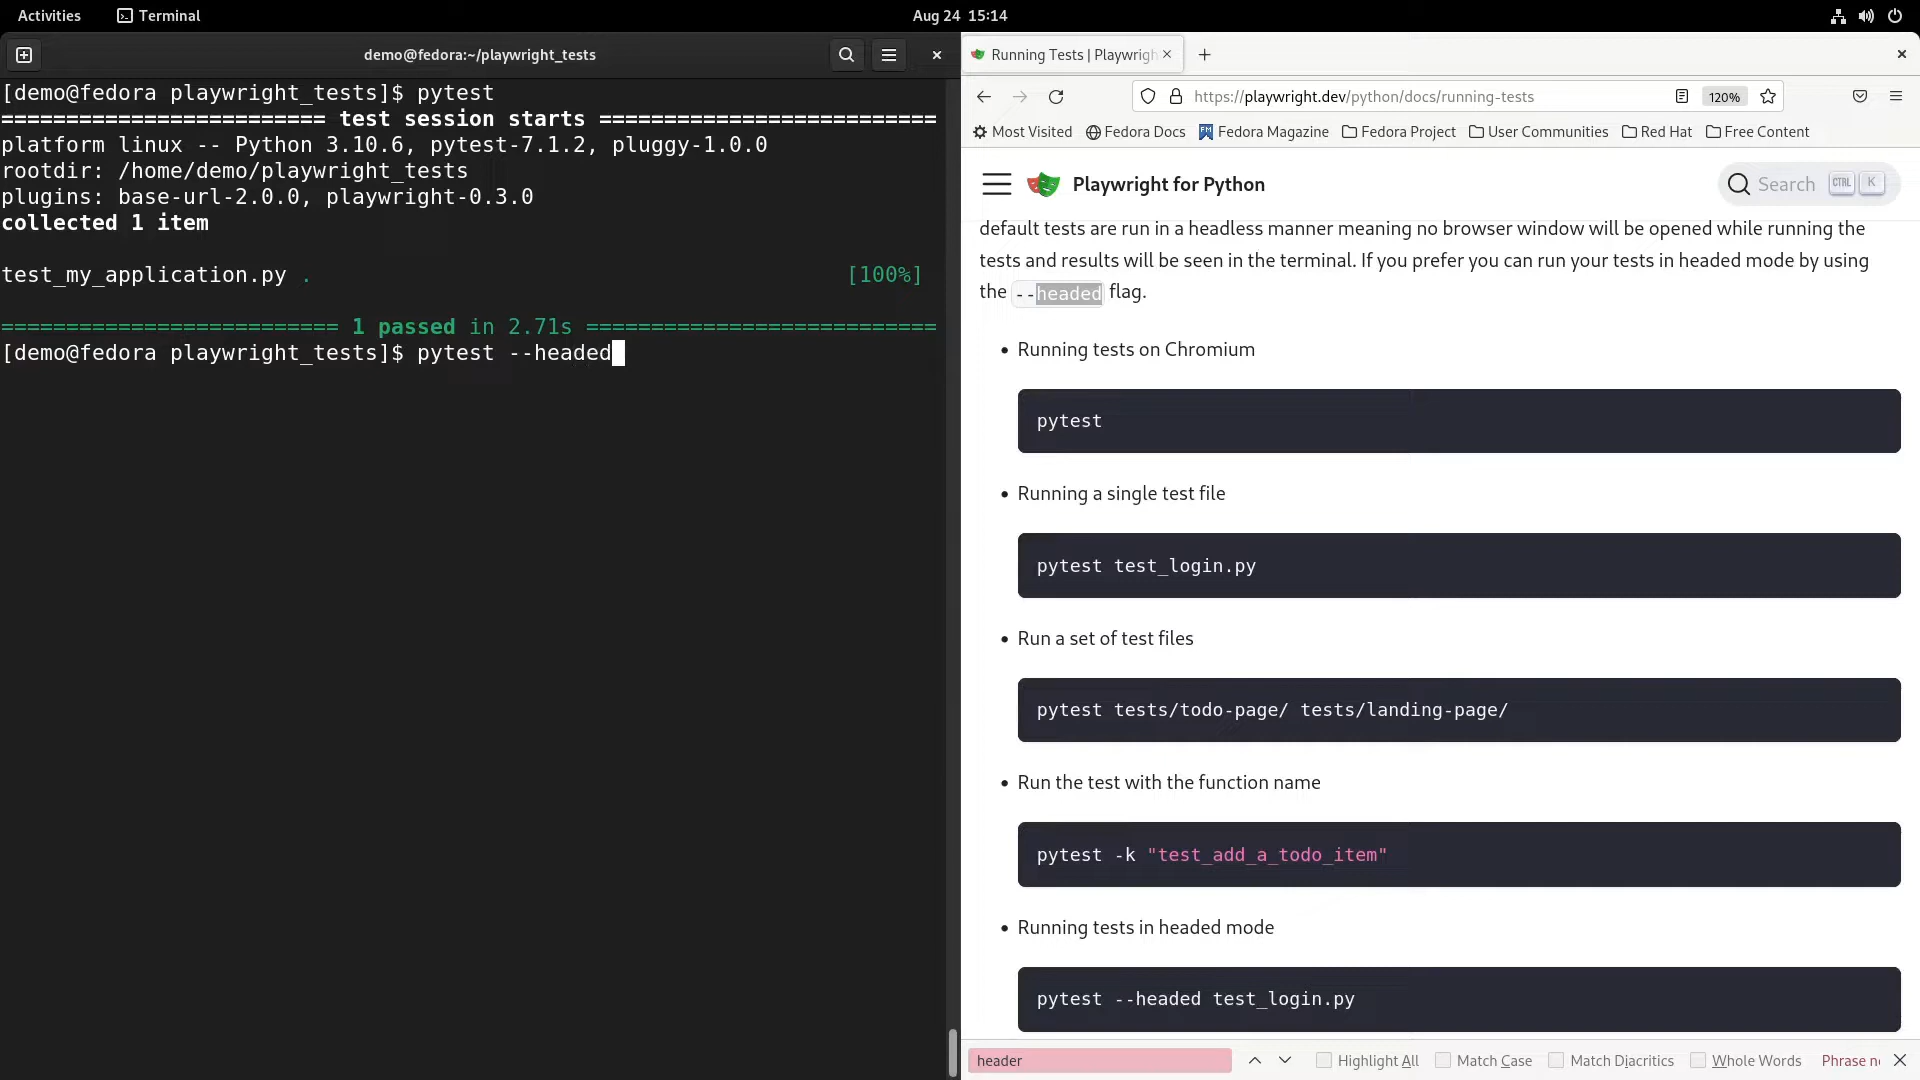 Activities
Terminal
Aug 24 15:14
demo@fedora:~/playwright_tests
[demo@fedora playwright_tests]$ pytest
========================= test session starts ==========================
platform linux -- Python 3.10.6, pytest-7.1.2, pluggy-1.0.0
rootdir: /home/demo/playwright_tests
plugins: base-url-2.0.0, playwright-0.3.0
collected 1 item
test_my_application.py . [100%]
========================== 1 passed in 2.71s ===========================
[demo@fedora playwright_tests]$ pytest --headed
Running Tests | Playwrigh
https://playwright.dev/python/docs/running-tests
120%
Most Visited Fedora Docs Fedora Magazine Fedora Project User Communities Red Hat Free Content
Playwright for Python
Search CTRL K
default tests are run in a headless manner meaning no browser window will be opened while running the
tests and results will be seen in the terminal. If you prefer you can run your tests in headed mode by using
the --headed flag.
• Running tests on Chromium
pytest
• Running a single test file
pytest test_login.py
• Run a set of test files
pytest tests/todo-page/ tests/landing-page/
• Run the test with the function name
pytest -k "test_add_a_todo_item"
• Running tests in headed mode
pytest --headed test_login.py
header
Highlight All Match Case Match Diacritics Whole Words Phrase